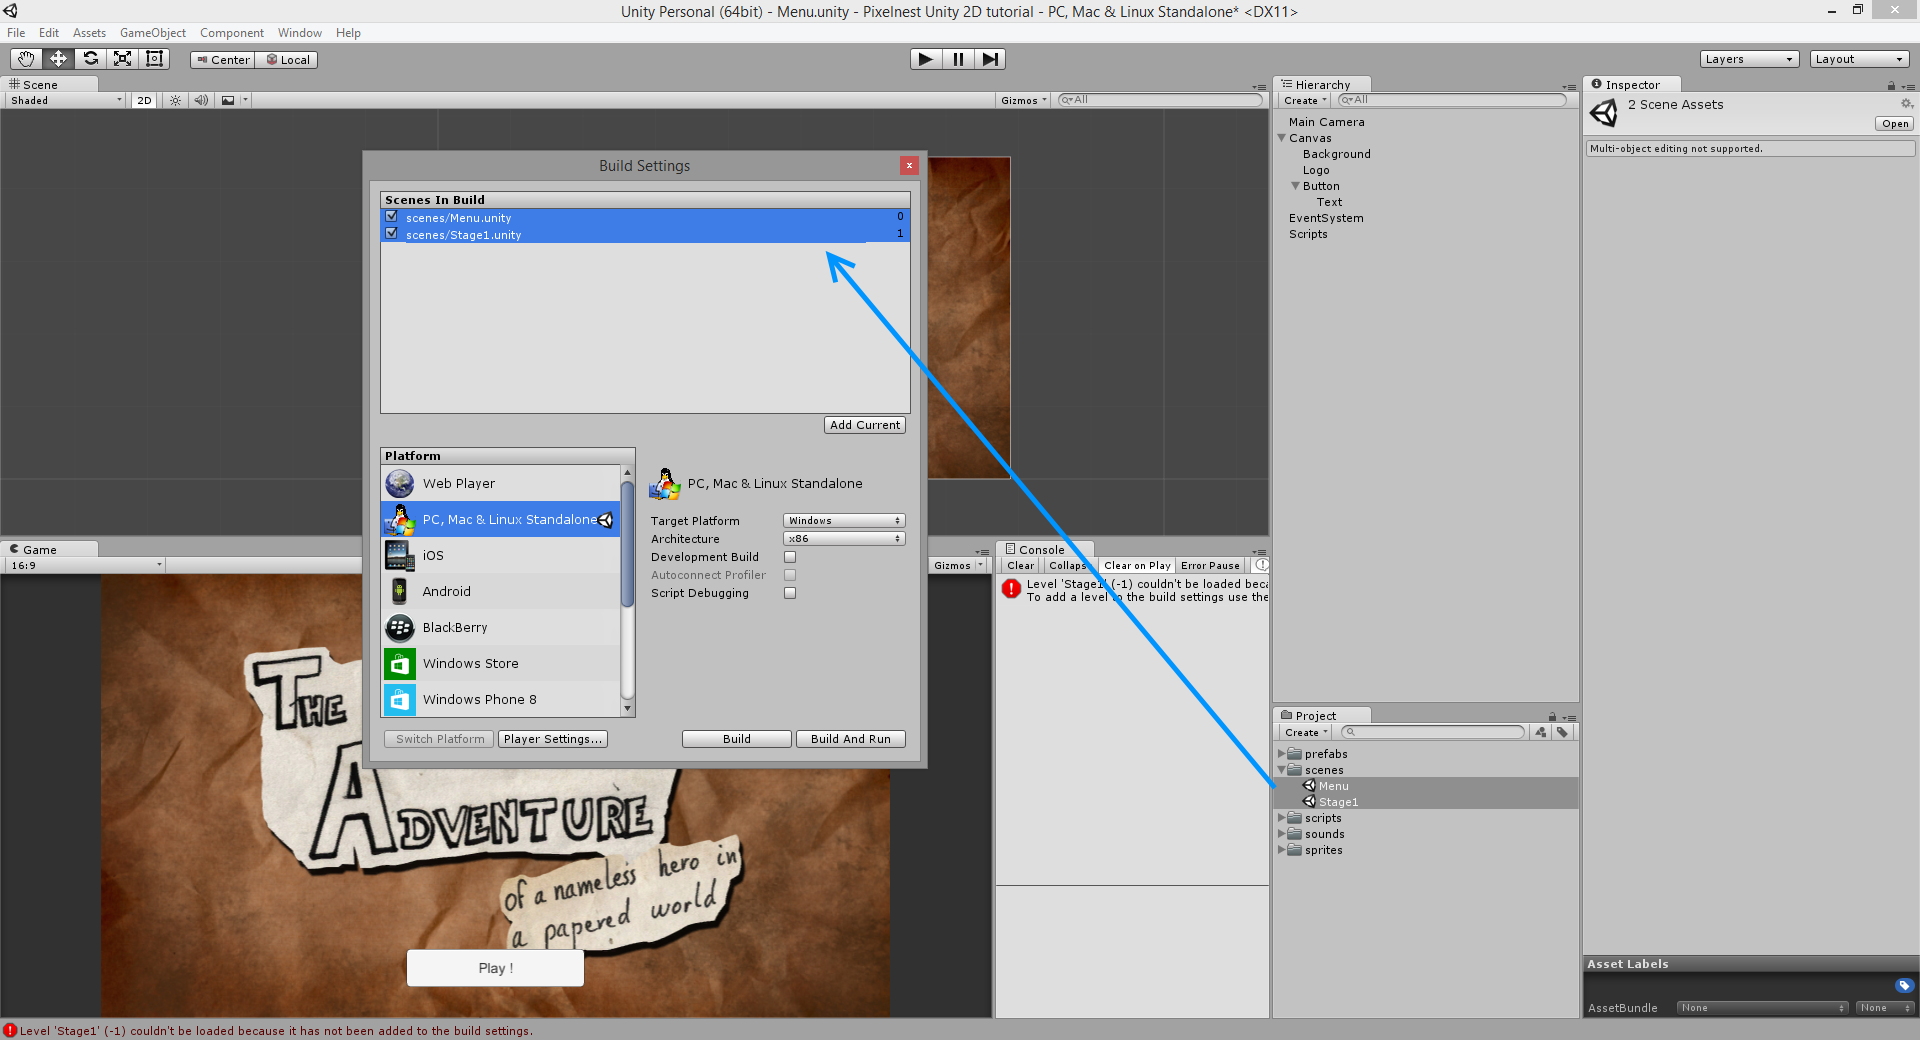 Unity Personal (64bit) - Menu.unity - Pixelnest Unity 2D tutorial - PC, Mac & Linux Standalone* <DX11>
File Edit Assets GameObject Component Window Help
Center Local Layers Layout
Scene
Shaded 2D Gizmos All
Hierarchy
Create All
Main Camera
Canvas
Background
Logo
Button
Text
EventSystem
Scripts
Inspector
2 Scene Assets
Open
Multi-object editing not supported.
Build Settings
x
Scenes In Build
scenes/Menu.unity 0
scenes/Stage1.unity 1
Add Current
Platform
Web Player
PC, Mac & Linux Standalone
iOS
Android
BlackBerry
Windows Store
Windows Phone 8
PC, Mac & Linux Standalone
Target Platform Windows
Architecture x86
Development Build
Autoconnect Profiler
Script Debugging
Switch Platform Player Settings... Build Build And Run
Game
16:9 Gizmos
THE
ADVENTURE
of a nameless hero in
a papered world
Play !
Console
Clear Collaps Clear on Play Error Pause
Level 'Stage1' (-1) couldn't be loaded beca
To add a level to the build settings use the
Project
Create
prefabs
scenes
Menu
Stage1
scripts
sounds
sprites
Asset Labels
AssetBundle None None
Level 'Stage1' (-1) couldn't be loaded because it has not been added to the build settings.